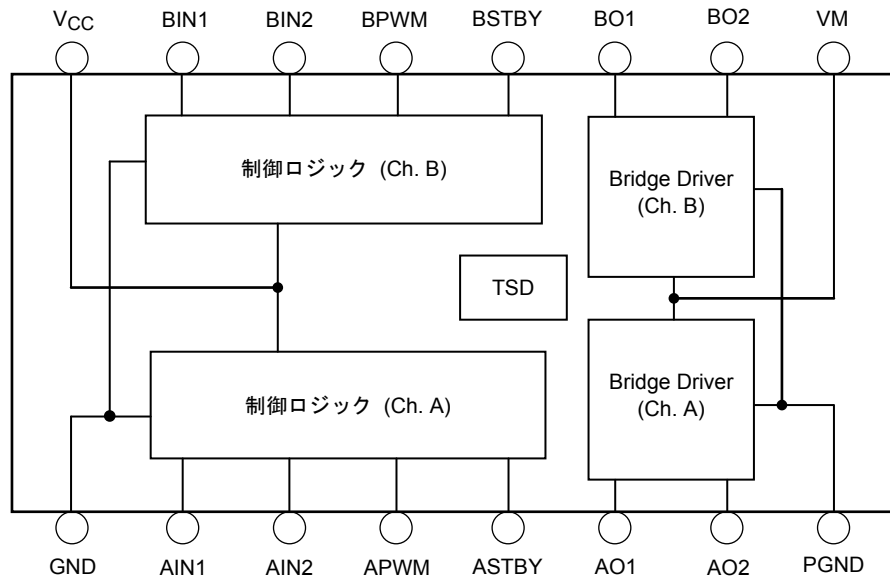 VCC BIN1 BIN2 BPWM BSTBY BO1 BO2 VM
制御ロジック (Ch. B)
Bridge Driver
(Ch. B)
TSD
制御ロジック (Ch. A)
Bridge Driver
(Ch. A)
GND AIN1 AIN2 APWM ASTBY AO1 AO2 PGND